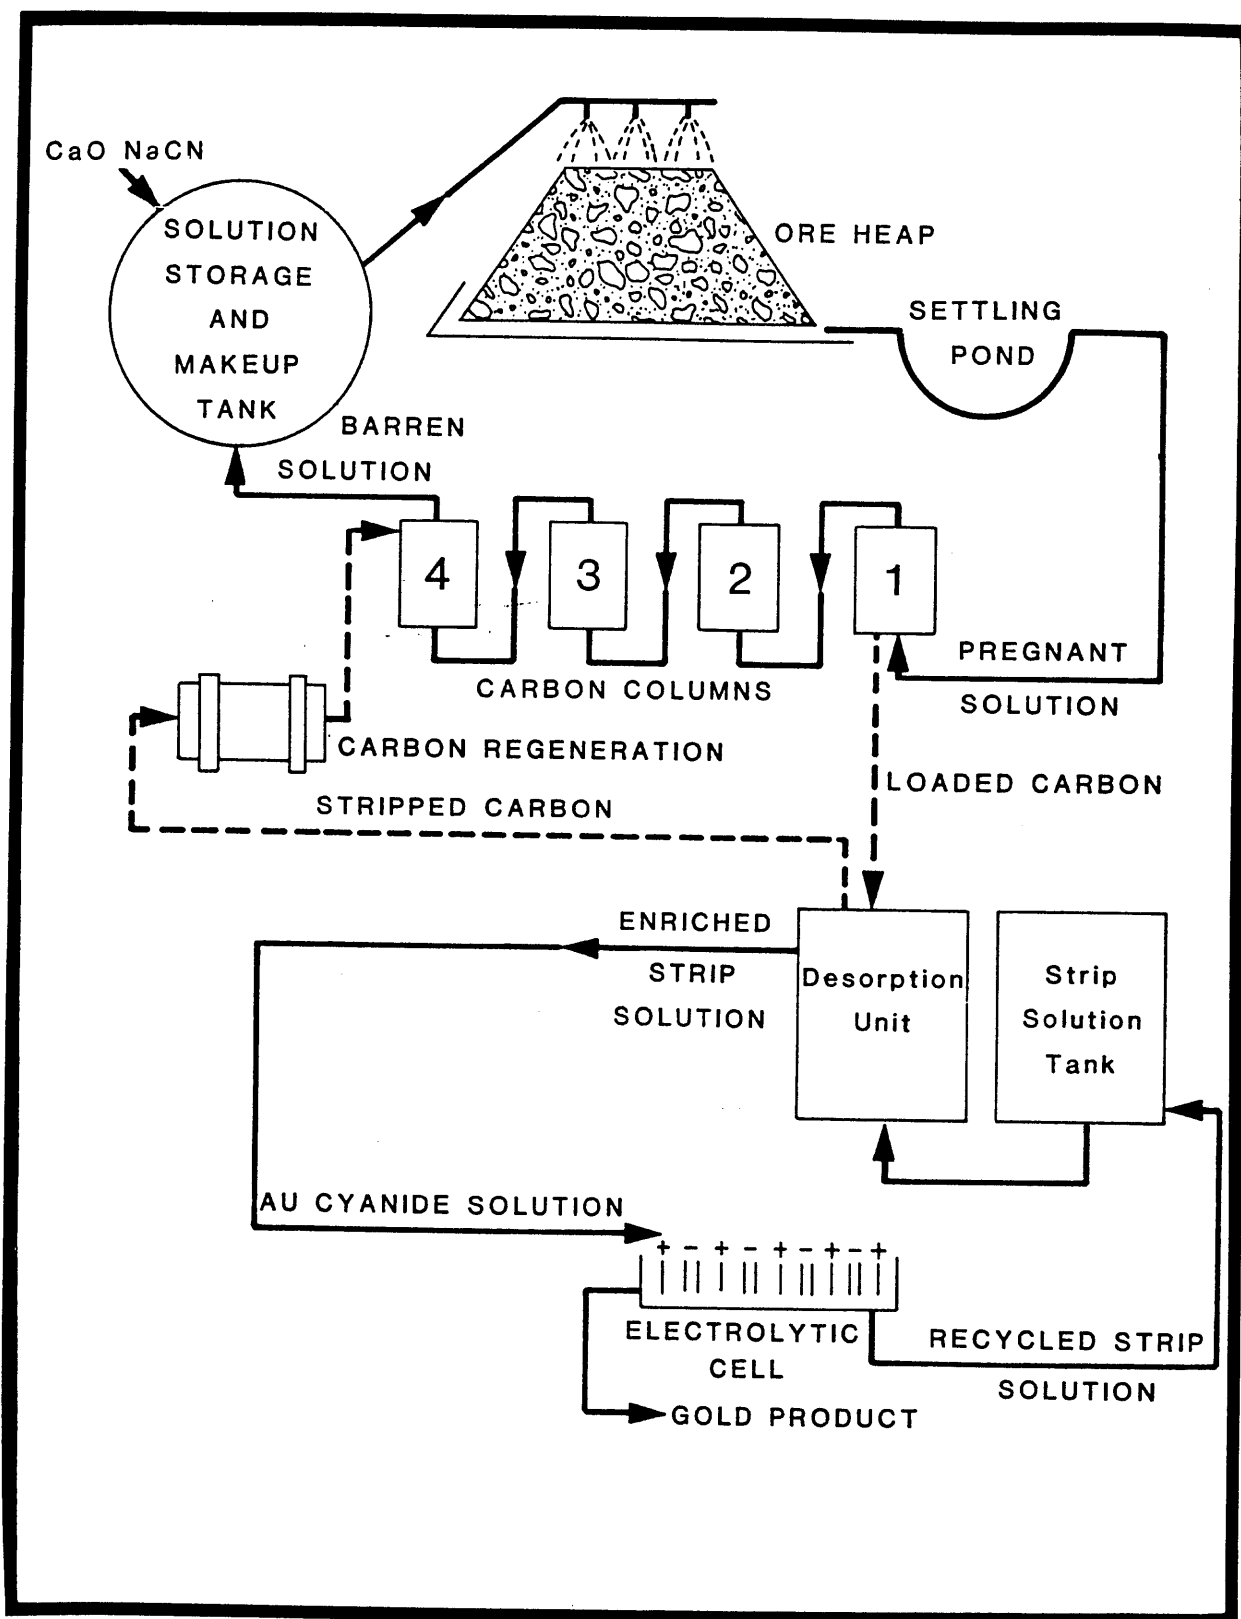 CaO NaCN
SOLUTION
STORAGE
AND
MAKEUP
TANK
ORE HEAP
SETTLING
POND
BARREN
SOLUTION
4
3
2
1
PREGNANT
SOLUTION
CARBON COLUMNS
CARBON REGENERATION
LOADED CARBON
STRIPPED CARBON
ENRICHED
STRIP
SOLUTION
Desorption
Unit
Strip
Solution
Tank
AU CYANIDE SOLUTION
+ - + - + - + - +
ELECTROLYTIC
CELL
RECYCLED STRIP
SOLUTION
GOLD PRODUCT